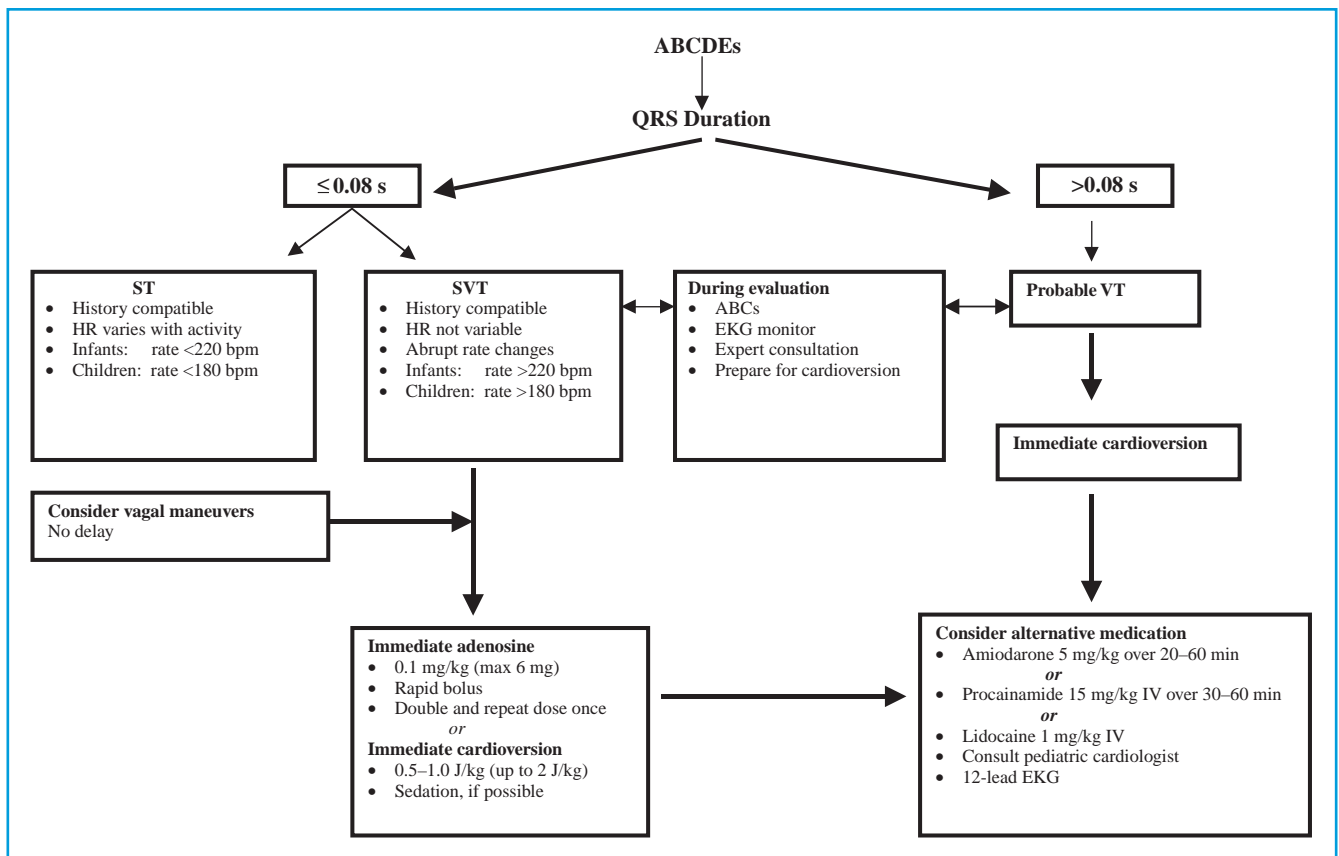 ABCDEs
QRS Duration
≤0.08 s
>0.08 s
ST
• History compatible
• HR varies with activity
• Infants: rate <220 bpm
• Children: rate <180 bpm
SVT
• History compatible
• HR not variable
• Abrupt rate changes
• Infants: rate >220 bpm
• Children: rate >180 bpm
During evaluation
• ABCs
• EKG monitor
• Expert consultation
• Prepare for cardioversion
Probable VT
Immediate cardioversion
Consider vagal maneuvers
No delay
Immediate adenosine
• 0.1 mg/kg (max 6 mg)
• Rapid bolus
• Double and repeat dose once
or
Immediate cardioversion
• 0.5–1.0 J/kg (up to 2 J/kg)
• Sedation, if possible
Consider alternative medication
• Amiodarone 5 mg/kg over 20–60 min
or
• Procainamide 15 mg/kg IV over 30–60 min
or
• Lidocaine 1 mg/kg IV
• Consult pediatric cardiologist
• 12-lead EKG